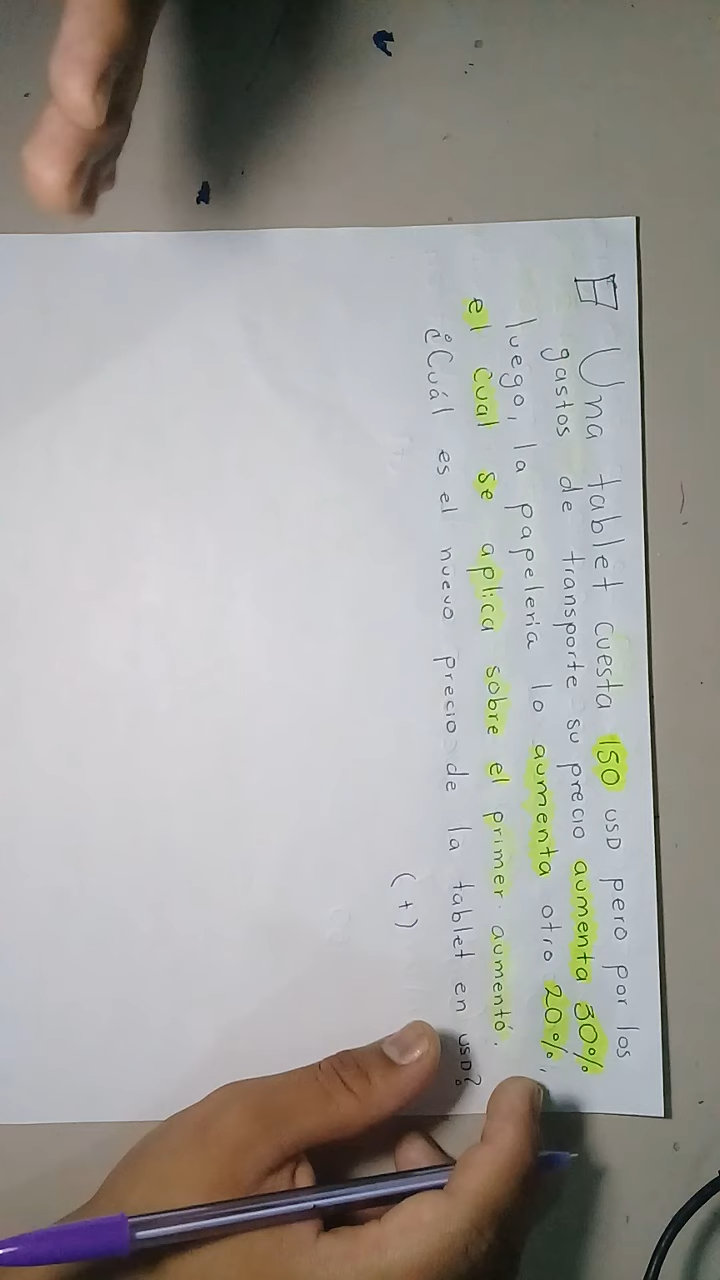 Una tablet cuesta 150 USD pero por los
gastos de transporte su precio aumenta 30%
luego, la papelería lo aumenta otro 20%,
el cual se aplica sobre el primer aumentó.
¿Cuál es el nuevo precio de la tablet en USD?
(+)